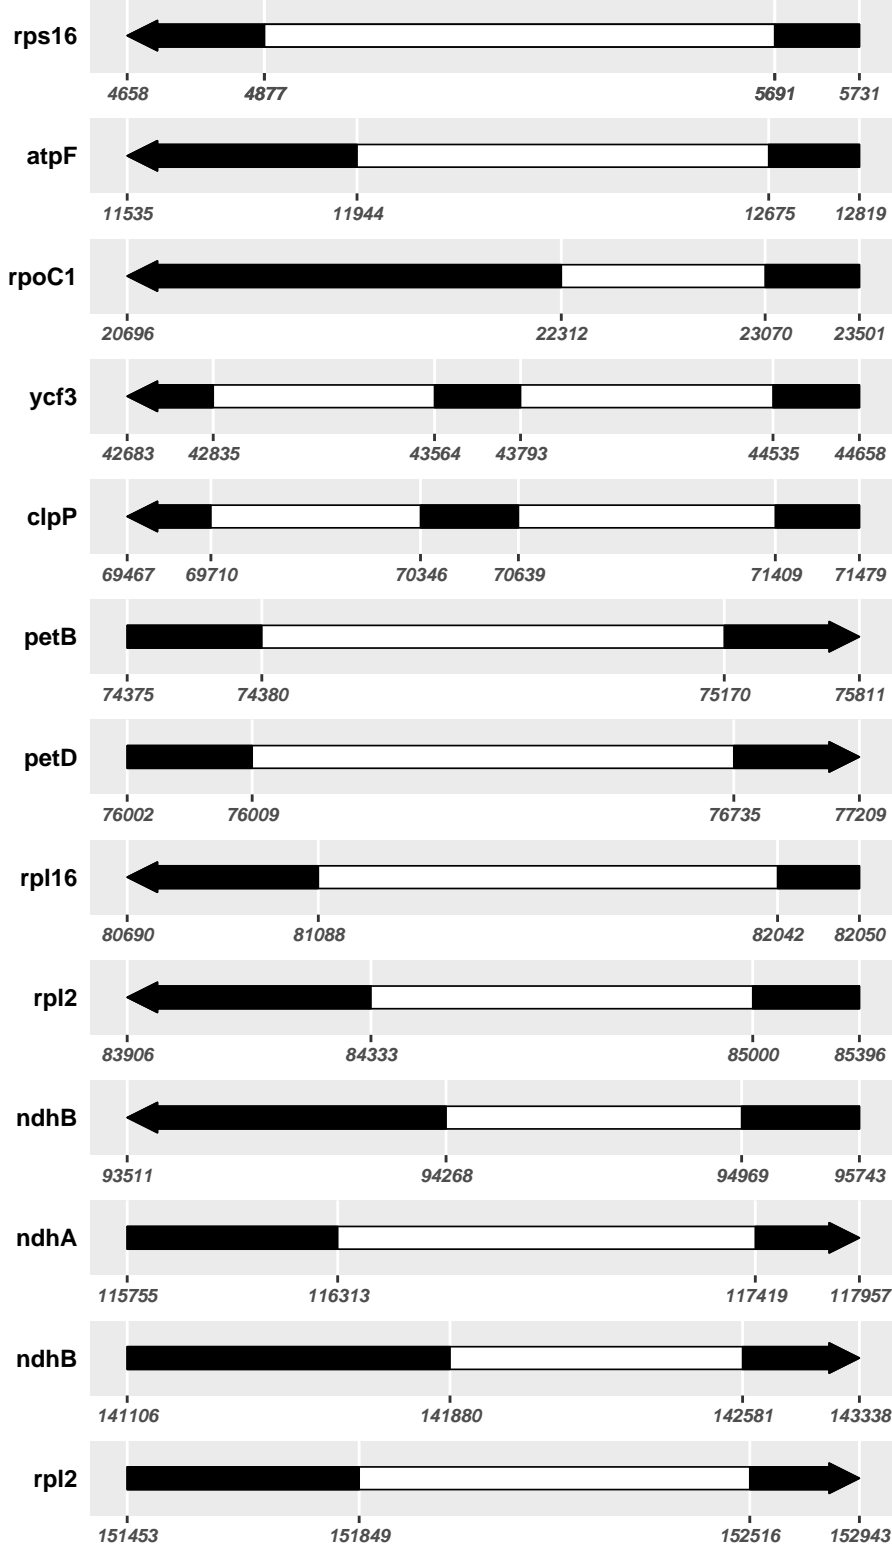 rps16
4658 4877 5691 5731
atpF
11535 11944 12675 12819
rpoC1
20696 22312 23070 23501
ycf3
42683 42835 43564 43793 44535 44658
clpP
69467 69710 70346 70639 71409 71479
petB
74375 74380 75170 75811
petD
76002 76009 76735 77209
rpl16
80690 81088 82042 82050
rpl2
83906 84333 85000 85396
ndhB
93511 94268 94969 95743
ndhA
115755 116313 117419 117957
ndhB
141106 141880 142581 143338
rpl2
151453 151849 152516 152943